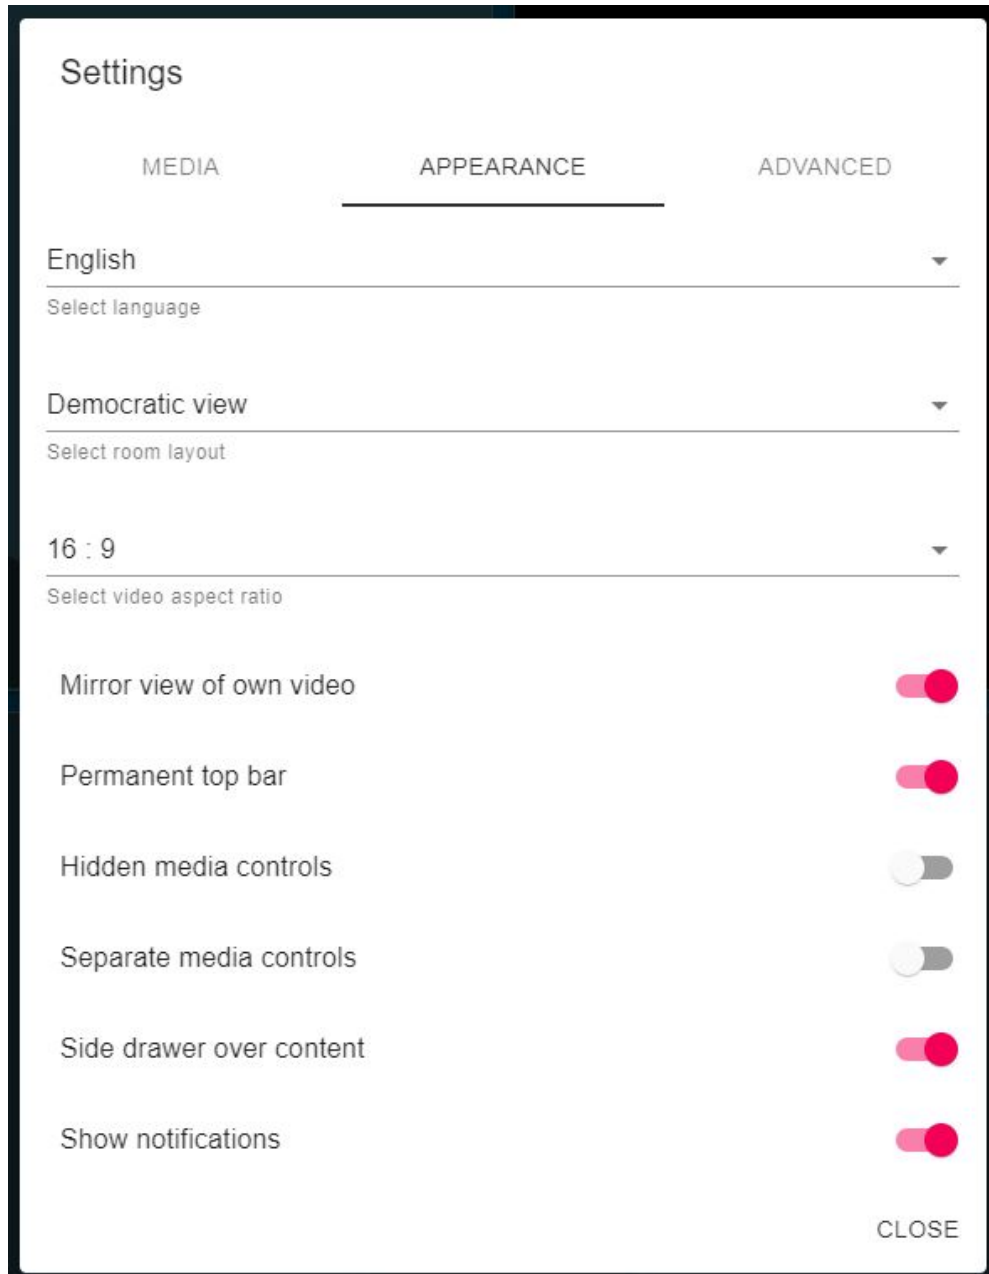 Settings
MEDIA APPEARANCE ADVANCED
English
Select language
Democratic view
Select room layout
16 : 9
Select video aspect ratio
Mirror view of own video
Permanent top bar
Hidden media controls
Separate media controls
Side drawer over content
Show notifications
CLOSE